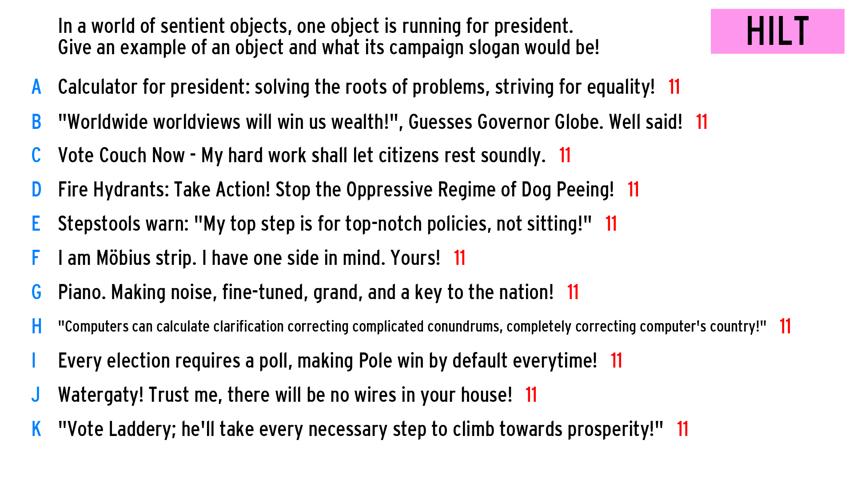 In a world of sentient objects, one object is running for president.
HILT
Give an example of an object and what its campaign slogan would be!
A Calculator for president: solving the roots of problems, striving for equality! 11
B "Worldwide worldviews will win us wealth!", Guesses Governor Globe. Well said! 11
C Vote Couch Now - My hard work shall let citizens rest soundly. 11
D Fire Hydrants: Take Action! Stop the Oppressive Regime of Dog Peeing! 11
E Stepstools warn: "My top step is for top-notch policies, not sitting!" 11
F I am Möbius strip. I have one side in mind. Yours! 11
G Piano. Making noise, fine-tuned, grand, and a key to the nation! 11
H "Computers can calculate clarification correcting complicated conundrums, completely correcting computer's country!" 11
I Every election requires a poll, making Pole win by default everytime! 11
J Watergaty! Trust me, there will be no wires in your house! 11
K "Vote Laddery; he'll take every necessary step to climb towards prosperity!" 11